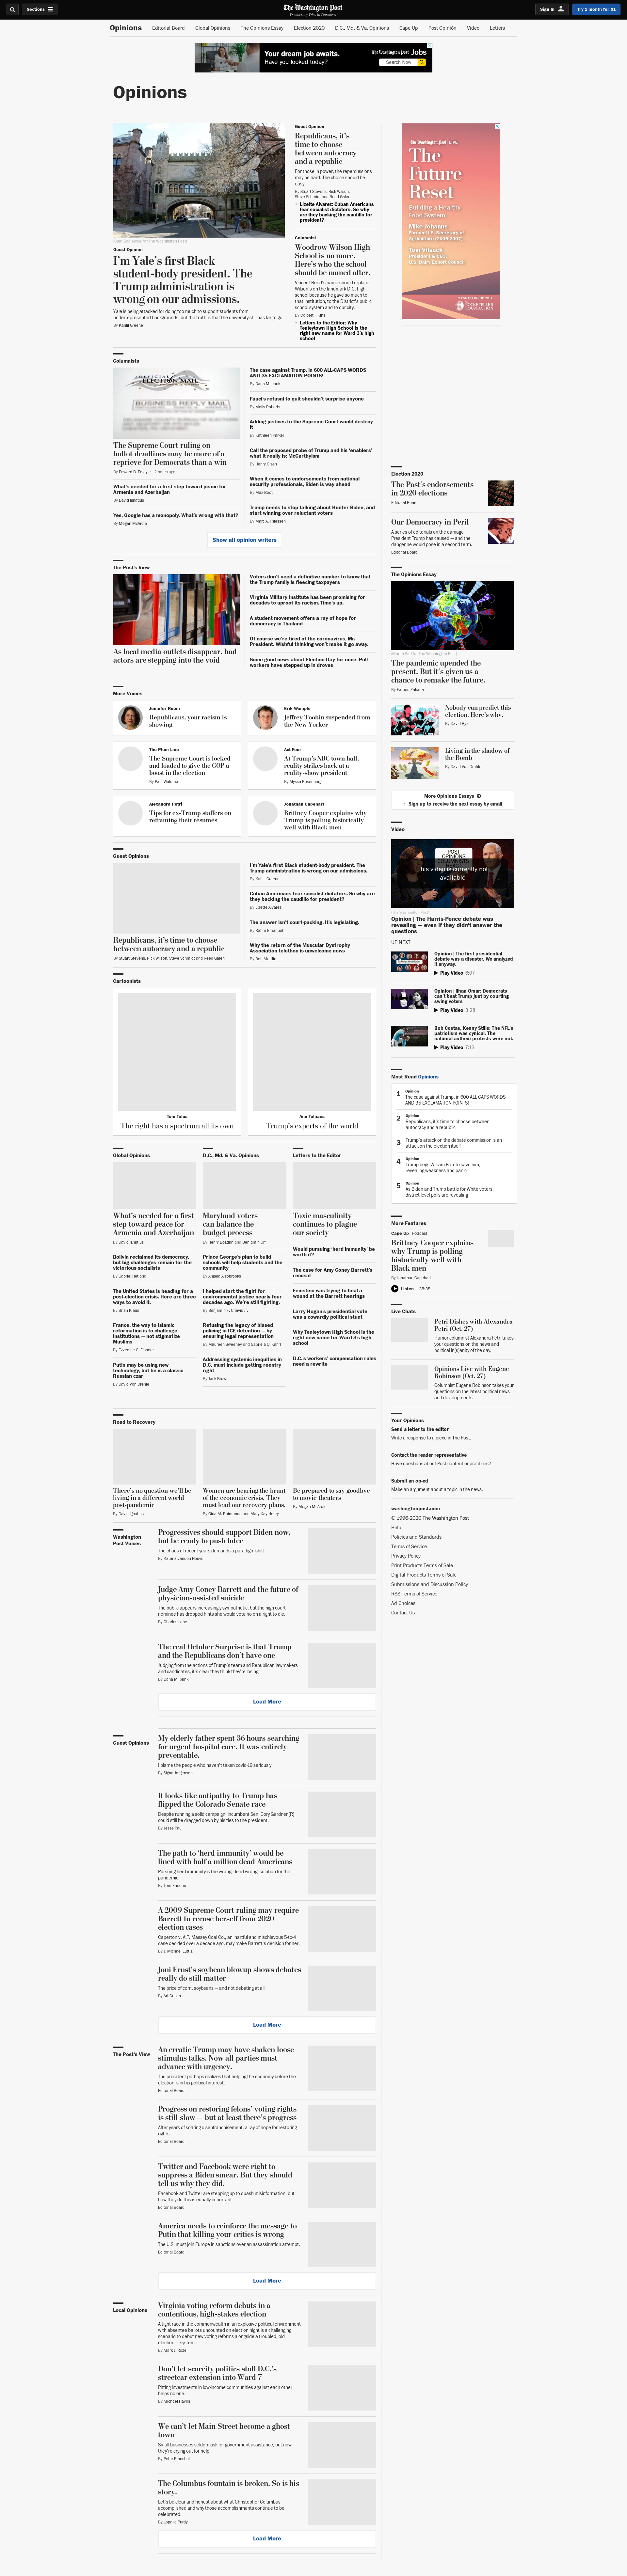 Sections
The Washington Post
Democracy Dies in Darkness
Sign In
Try 1 month for $1
Opinions
Editorial Board
Global Opinions
The Opinions Essay
Election 2020
D.C., Md. & Va. Opinions
Cape Up
Post Opinión
Video
Letters
Your dream job awaits.
Have you looked today?
The Washington Post Jobs
Search Now
Opinions
Guest Opinion
I'm Yale's first Black
student-body president. The
Trump administration is
wrong on our admissions.
Yale is being attacked for doing too much to support students from
underrepresented backgrounds, but the truth is that the university still has far to go.
By Kahlil Greene
Guest Opinion
Republicans, it's
time to choose
between autocracy
and a republic
For those in power, the repercussions
may be hard. The choice should be
easy.
By Stuart Stevens, Rick Wilson,
Steve Schmidt and Reed Galen
Lizette Alvarez: Cuban Americans
fear socialist dictators. So why
are they backing the caudillo for
president?
Columnist
Woodrow Wilson High
School is no more.
Here's who the school
should be named after.
Vincent Reed's name should replace
Wilson's on the landmark D.C. high
school because he gave so much to
that institution, to the District's public
school system and to our city.
By Colbert I. King
Letters to the Editor: Why
Tenleytown High School is the
right new name for Ward 3's high
school
The Washington Post LIVE
The
Future
Reset
Building a Healthy
Food System
Mike Johanns
Former U.S. Secretary of
Agriculture (2005-2007)
Tom Vilsack
President & CEO,
U.S. Dairy Export Council
IN PARTNERSHIP WITH
ROCKEFELLER
FOUNDATION
Columnists
OFFICIAL
ELECTION MAIL
BUSINESS REPLY MAIL
The Supreme Court ruling on
ballot deadlines may be more of a
reprieve for Democrats than a win
By Edward B. Foley • 2 hours ago
What's needed for a first step toward peace for
Armenia and Azerbaijan
By David Ignatius
Yes, Google has a monopoly. What's wrong with that?
By Megan McArdle
The case against Trump, in 600 ALL-CAPS WORDS
AND 35 EXCLAMATION POINTS!
By Dana Milbank
Fauci's refusal to quit shouldn't surprise anyone
By Molly Roberts
Adding justices to the Supreme Court would destroy
it
By Kathleen Parker
Call the proposed probe of Trump and his 'enablers'
what it really is: McCarthyism
By Henry Olsen
When it comes to endorsements from national
security professionals, Biden is way ahead
By Max Boot
Trump needs to stop talking about Hunter Biden, and
start winning over reluctant voters
By Marc A. Thiessen
Show all opinion writers
The Post's View
As local media outlets disappear, bad
actors are stepping into the void
Voters don't need a definitive number to know that
the Trump family is fleecing taxpayers
Virginia Military Institute has been promising for
decades to uproot its racism. Time's up.
A student movement offers a ray of hope for
democracy in Thailand
Of course we're tired of the coronavirus, Mr.
President. Wishful thinking won't make it go away.
Some good news about Election Day for once: Poll
workers have stepped up in droves
More Voices
Jennifer Rubin
Republicans, your racism is
showing
Erik Wemple
Jeffrey Toobin suspended from
the New Yorker
The Plum Line
The Supreme Court is locked
and loaded to give the GOP a
boost in the election
By Paul Waldman
Act Four
At Trump's NBC town hall,
reality strikes back at a
reality-show president
By Alyssa Rosenberg
Alexandra Petri
Tips for ex-Trump staffers on
reframing their résumés
Jonathan Capehart
Brittney Cooper explains why
Trump is polling historically
well with Black men
Guest Opinions
Republicans, it's time to choose
between autocracy and a republic
By Stuart Stevens, Rick Wilson, Steve Schmidt and Reed Galen
I'm Yale's first Black student-body president. The
Trump administration is wrong on our admissions.
By Kahlil Greene
Cuban Americans fear socialist dictators. So why are
they backing the caudillo for president?
By Lizette Alvarez
The answer isn't court-packing. It's legislating.
By Rahm Emanuel
Why the return of the Muscular Dystrophy
Association telethon is unwelcome news
By Ben Mattlin
Cartoonists
Tom Toles
The right has a spectrum all its own
Ann Telnaes
Trump's experts of the world
Global Opinions
What's needed for a first
step toward peace for
Armenia and Azerbaijan
By David Ignatius
Bolivia reclaimed its democracy,
but big challenges remain for the
victorious socialists
By Gabriel Hetland
The United States is heading for a
post-election crisis. Here are three
ways to avoid it.
By Brian Klaas
France, the way to Islamic
reformation is to challenge
institutions — not stigmatize
Muslims
By Ezzedine C. Fishere
Putin may be using new
technology, but he is a classic
Russian czar
By David Von Drehle
D.C., Md. & Va. Opinions
Maryland voters
can balance the
budget process
By Henry Bogdan and Benjamin Orr
Prince George's plan to build
schools will help students and the
community
By Angela Alsobrooks
I helped start the fight for
environmental justice nearly four
decades ago. We're still fighting.
By Benjamin F. Chavis Jr.
Refusing the legacy of biased
policing is ICE detention — by
ensuring legal representation
By Maureen Sweeney and Gabriela Q. Kahrl
Addressing systemic inequities in
D.C. must include getting reentry
right
By Jack Brown
Letters to the Editor
Toxic masculinity
continues to plague
our society
Would pursuing 'herd immunity' be
worth it?
The case for Amy Coney Barrett's
recusal
Feinstein was trying to heal a
wound at the Barrett hearings
Larry Hogan's presidential vote
was a cowardly political stunt
Why Tenleytown High School is the
right new name for Ward 3's high
school
D.C.'s workers' compensation rules
need a rewrite
Road to Recovery
There's no question we'll be
living in a different world
post-pandemic
By David Ignatius
Women are bearing the brunt
of the economic crisis. They
must lead our recovery plans.
By Gina M. Raimondo and Mary Kay Henry
Be prepared to say goodbye
to movie theaters
By Megan McArdle
Washington
Post Voices
Progressives should support Biden now,
but be ready to push later
The chaos of recent years demands a paradigm shift.
By Katrina vanden Heuvel
Judge Amy Coney Barrett and the future of
physician-assisted suicide
The public appears increasingly sympathetic, but the high court
nominee has dropped hints she would vote no on a right to die.
By Charles Lane
The real October Surprise is that Trump
and the Republicans don't have one
Judging from the actions of Trump's team and Republican lawmakers
and candidates, it's clear they think they're losing.
By Dana Milbank
Load More
Guest Opinions
My elderly father spent 36 hours searching
for urgent hospital care. It was entirely
preventable.
I blame the people who haven't taken covid-19 seriously.
By Signe Jorgenson
It looks like antipathy to Trump has
flipped the Colorado Senate race
Despite running a solid campaign, incumbent Sen. Cory Gardner (R)
could still be dragged down by his ties to the president.
By Jesse Paul
The path to 'herd immunity' would be
lined with half a million dead Americans
Pursuing herd immunity is the wrong, dead wrong, solution for the
pandemic.
By Tom Frieden
A 2009 Supreme Court ruling may require
Barrett to recuse herself from 2020
election cases
Caperton v. A.T. Massey Coal Co., an inartful and mischievous 5-to-4
case decided over a decade ago, may make Barrett's decision for her.
By J. Michael Luttig
Joni Ernst's soybean blowup shows debates
really do still matter
The price of corn, soybeans — and not debating at all
By Art Cullen
Load More
The Post's View
An erratic Trump may have shaken loose
stimulus talks. Now all parties must
advance with urgency.
The president perhaps realizes that helping the economy before the
election is in his political interest.
Editorial Board
Progress on restoring felons' voting rights
is still slow — but at least there's progress
After years of soaring disenfranchisement, a ray of hope for restoring
rights.
Editorial Board
Twitter and Facebook were right to
suppress a Biden smear. But they should
tell us why they did.
Facebook and Twitter are stepping up to quash misinformation, but
how they do this is equally important.
Editorial Board
America needs to reinforce the message to
Putin that killing your critics is wrong
The U.S. must join Europe in sanctions over an assassination attempt.
Editorial Board
Load More
Local Opinions
Virginia voting reform debuts in a
contentious, high-stakes election
A tight race in the commonwealth in an explosive political environment
with absentee ballots uncounted on election night is a challenging
scenario to debut new voting reforms alongside a troubled, old
election IT system.
By Mark J. Rozell
Don't let scarcity politics stall D.C.'s
streetcar extension into Ward 7
Pitting investments in low-income communities against each other
helps no one.
By Michael Havlin
We can't let Main Street become a ghost
town
Small businesses seldom ask for government assistance, but now
they're crying out for help.
By Peter Franchot
The Columbus fountain is broken. So is his
story.
Let's be clear and honest about what Christopher Columbus
accomplished and why those accomplishments continue to be
celebrated.
By Lopaka Purdy
Load More
Election 2020
The Post's endorsements
in 2020 elections
Editorial Board
Our Democracy in Peril
A series of editorials on the damage
President Trump has caused — and the
danger he would pose in a second term.
Editorial Board
The Opinions Essay
The pandemic upended the
present. But it's given us a
chance to remake the future.
By Fareed Zakaria
Nobody can predict this
election. Here's why.
By David Byler
Living in the shadow of
the Bomb
By David Von Drehle
More Opinions Essays
Sign up to receive the next essay by email
Video
POST
OPINIONS
This video is currently not
available
Opinion | The Harris-Pence debate was
revealing — even if they didn't answer the
questions
UP NEXT
Opinion | The first presidential
debate was a disaster. We analyzed
it anyway.
Play Video 6:07
Opinion | Ilhan Omar: Democrats
can't beat Trump just by courting
swing voters
Play Video 3:28
Bob Costas, Kenny Stills: The NFL's
patriotism was cynical. The
national anthem protests were not.
Play Video 7:13
Most Read Opinions
1
Opinion
The case against Trump, in 600 ALL-CAPS WORDS
AND 35 EXCLAMATION POINTS!
2
Opinion
Republicans, it's time to choose between
autocracy and a republic
3
Trump's attack on the debate commission is an
attack on the election itself
4
Opinion
Trump begs William Barr to save him,
revealing weakness and panic
5
Opinion
As Biden and Trump battle for White voters,
district-level polls are revealing
More Features
Cape Up Podcast
Brittney Cooper explains
why Trump is polling
historically well with
Black men
By Jonathan Capehart
Listen
Live Chats
Petri Dishes with Alexandra
Petri (Oct. 27)
Humor columnist Alexandra Petri takes
your questions on the news and
political in(s)anity of the day.
Opinions Live with Eugene
Robinson (Oct. 27)
Columnist Eugene Robinson takes your
questions on the latest political news
and developments.
Your Opinions
Send a letter to the editor
Write a response to a piece in The Post.
Contact the reader representative
Have questions about Post content or practices?
Submit an op-ed
Make an argument about a topic in the news.
washingtonpost.com
© 1996-2020 The Washington Post
Help
Policies and Standards
Terms of Service
Privacy Policy
Print Products Terms of Sale
Digital Products Terms of Sale
Submissions and Discussion Policy
RSS Terms of Service
Ad Choices
Contact Us